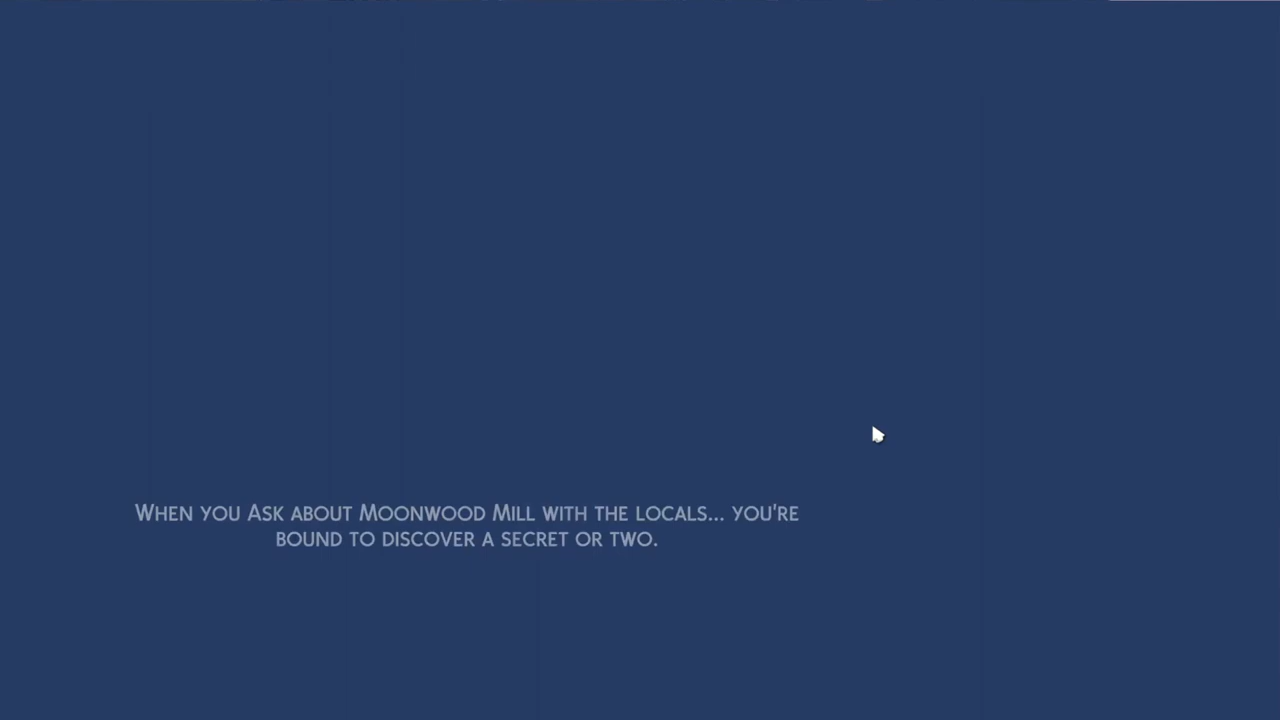 When you Ask about Moonwood Mill with the locals... you're
bound to discover a secret or two.